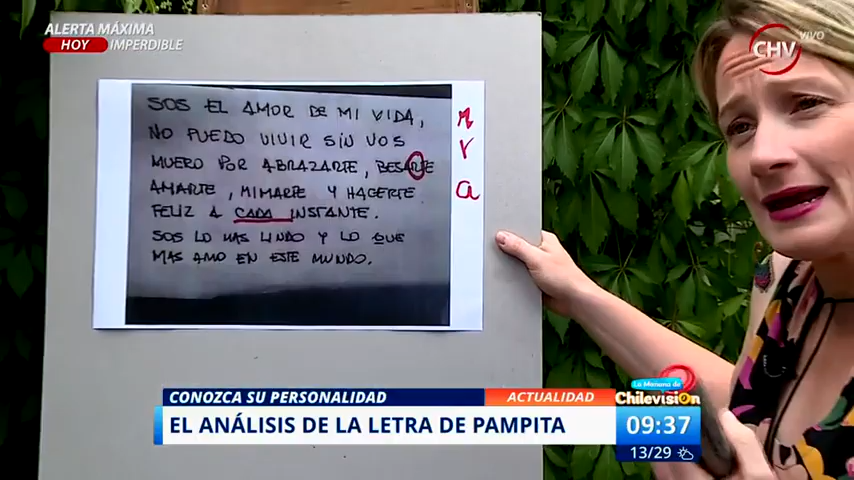 ALERTA MÁXIMA
HOY IMPERDIBLE
CHV VIVO
SOS EL AMOR DE MI VIDA,
NO PUEDO VIVIR SIN VOS
MUERO POR ABRAZARTE, BESARTE
AMARTE, MIMARTE Y HACERTE
FELIZ A CADA INSTANTE.
SOS LO MAS LINDO Y LO QUE
MAS AMO EN ESTE MUNDO.
r
r
a
CONOZCA SU PERSONALIDAD
ACTUALIDAD
EL ANÁLISIS DE LA LETRA DE PAMPITA
La Mañana de
Chilevisión
09:37
13/29